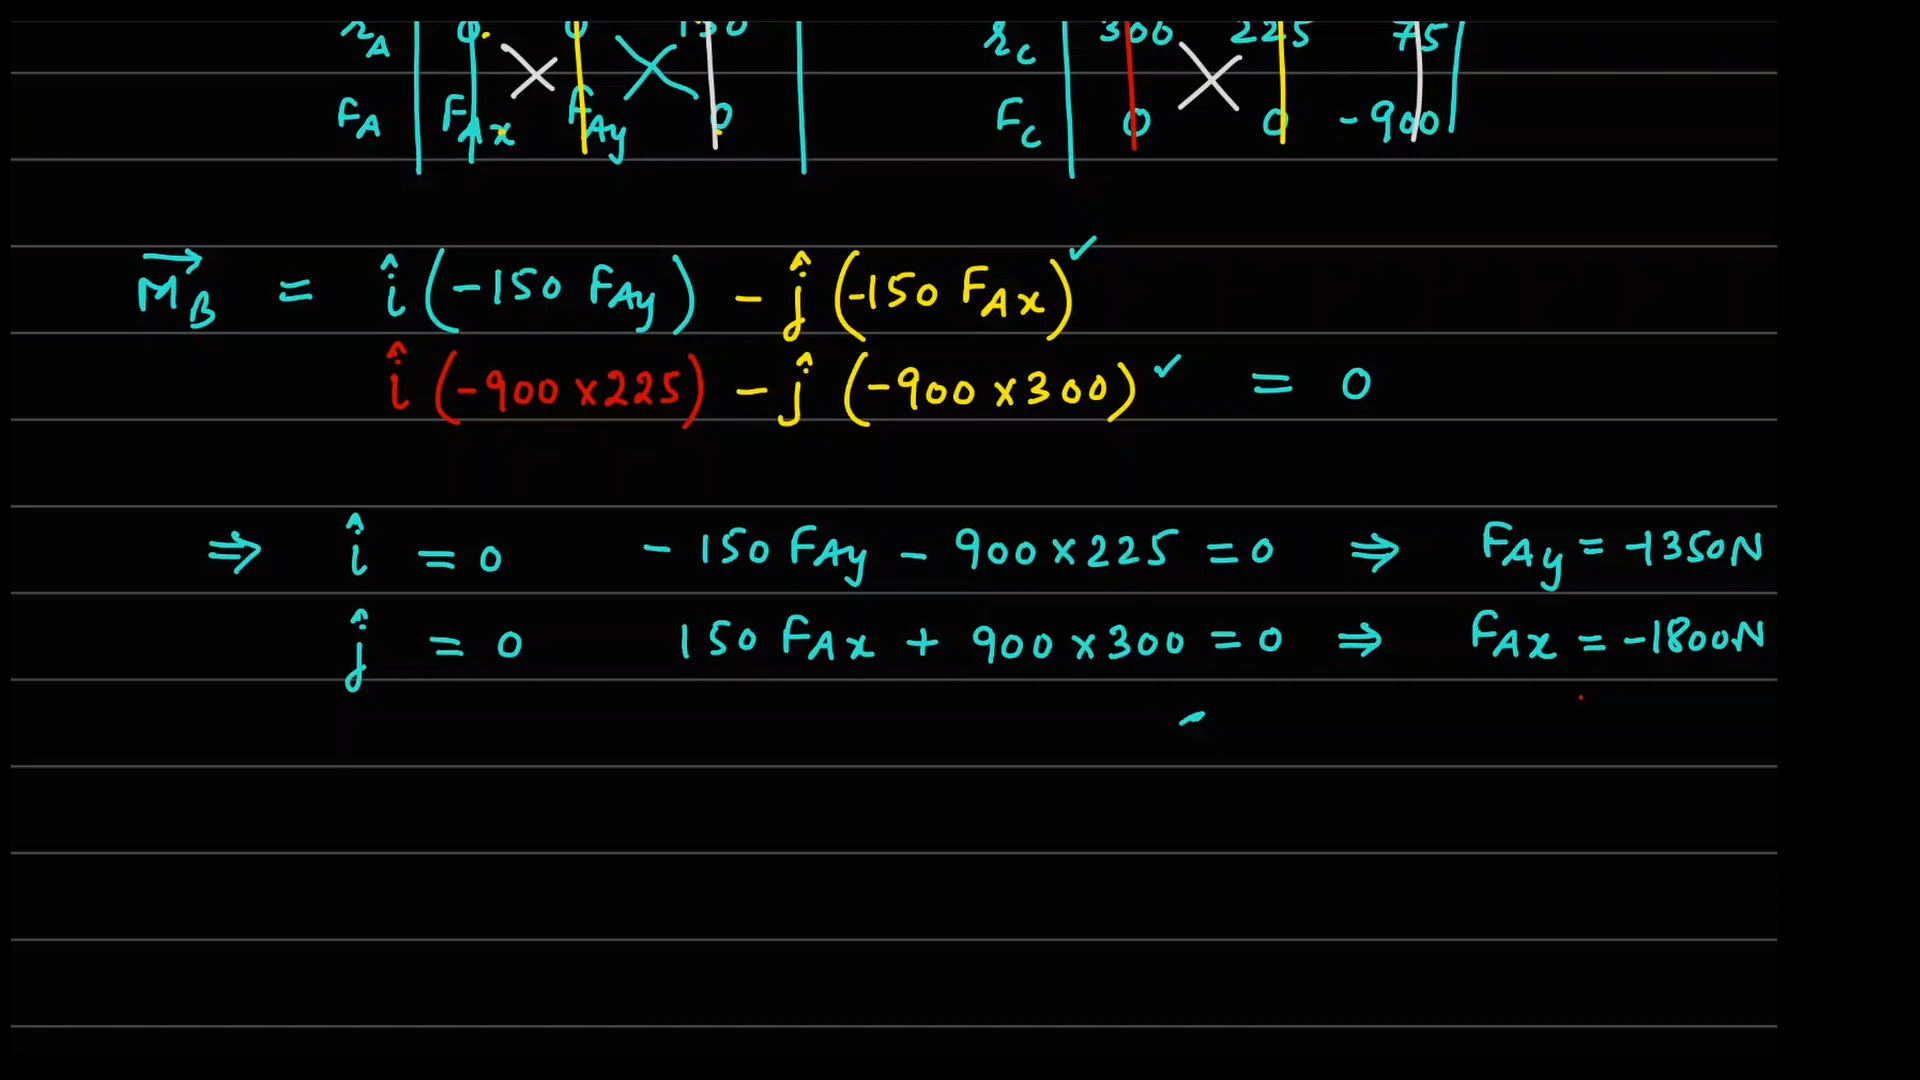 r_A | 0 0 150 | r_C | 300 225 75 |
F_A | F_Ax F_Ay 0 | F_C | 0 0 -900 |
M_B = î (-150 F_Ay) - ĵ (-150 F_Ax) ✓
î (-900 × 225) - ĵ (-900 × 300) ✓ = 0
⇒ î = 0 - 150 F_Ay - 900 × 225 = 0 ⇒ F_Ay = -1350N
ĵ = 0 150 F_Ax + 900 × 300 = 0 ⇒ F_Ax = -1800N